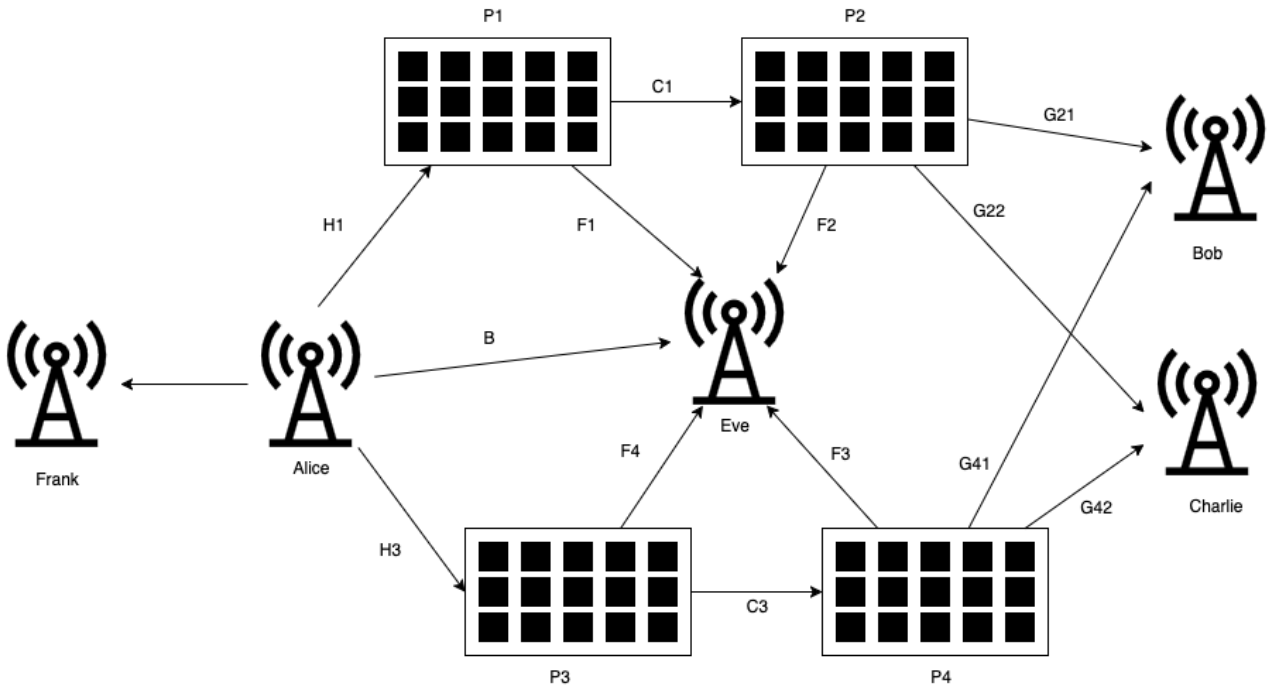 P1
P2
C1
G21
H1
F1
F2
G22
Bob
B
Eve
Frank
Alice
F4
F3
G41
G42
Charlie
H3
C3
P3
P4